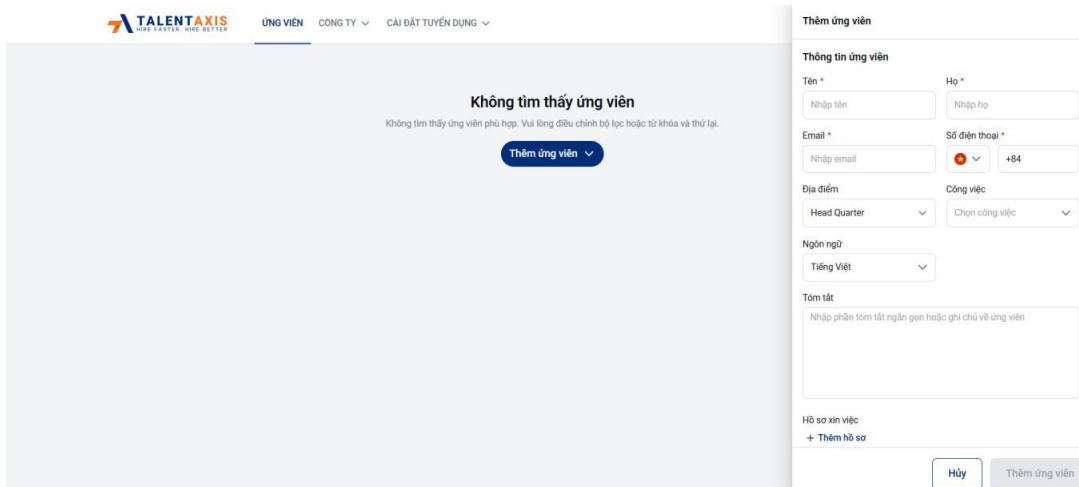 TALENTAXIS
HIRE FASTER. HIRE BETTER
ỨNG VIÊN CÔNG TY CÀI ĐẶT TUYỂN DỤNG
Không tìm thấy ứng viên
Không tìm thấy ứng viên phù hợp. Vui lòng điều chỉnh bộ lọc hoặc từ khóa và thử lại.
Thêm ứng viên
Thêm ứng viên
Thông tin ứng viên
Tên * Họ *
Nhập tên Nhập họ
Email * Số điện thoại *
Nhập email +84
Địa điểm Công việc
Head Quarter Chọn công việc
Ngôn ngữ
Tiếng Việt
Tóm tắt
Nhập phần tóm tắt ngắn gọn hoặc ghi chú về ứng viên
Hồ sơ xin việc
+ Thêm hồ sơ
Hủy Thêm ứng viên